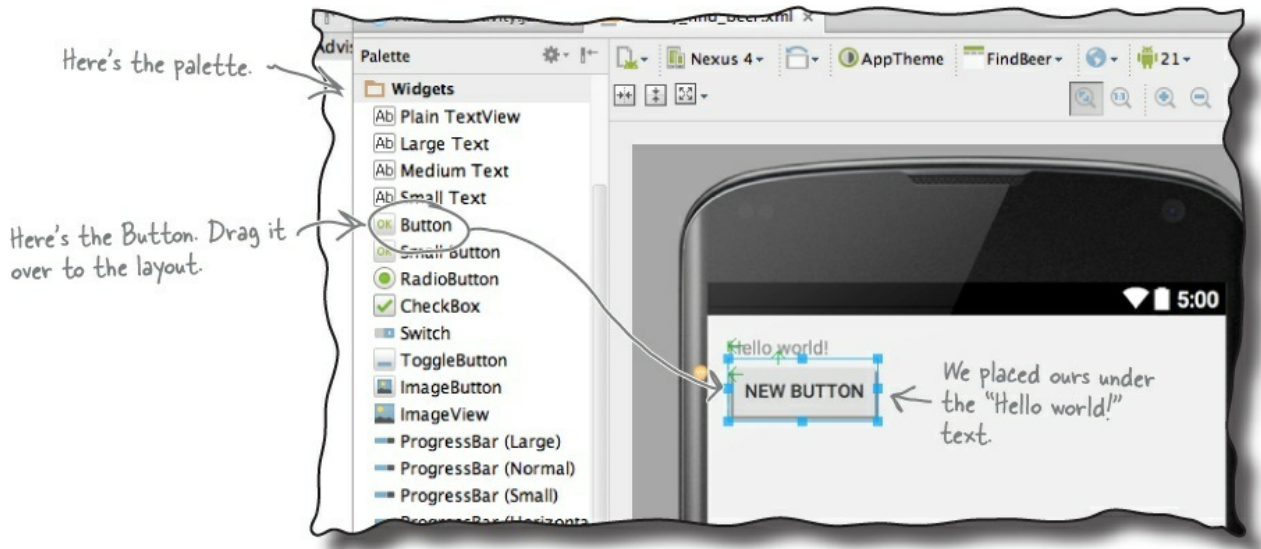 Here's the palette.
Palette
Nexus 4
AppTheme
FindBeer
21
Widgets
Plain TextView
Large Text
Medium Text
Small Text
Here's the Button. Drag it
over to the layout.
OK Button
OK Small Button
RadioButton
CheckBox
Switch
ToggleButton
ImageButton
ImageView
ProgressBar (Large)
ProgressBar (Normal)
ProgressBar (Small)
5:00
Hello world!
NEW BUTTON
We placed ours under
the "Hello world!"
text.